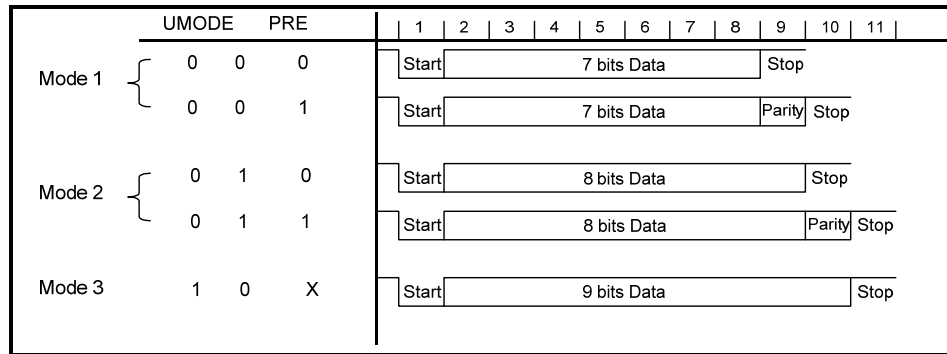 UMODE PRE 1 2 3 4 5 6 7 8 9 10 11
Mode 1
0 0 0 Start 7 bits Data Stop
0 0 1 Start 7 bits Data Parity Stop
Mode 2
0 1 0 Start 8 bits Data Stop
0 1 1 Start 8 bits Data Parity Stop
Mode 3 1 0 X Start 9 bits Data Stop